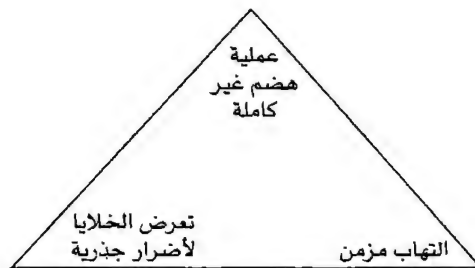 عملية
هضم غير
كاملة
تعرض الخلايا
لأضرار جذرية
التهاب مزمن